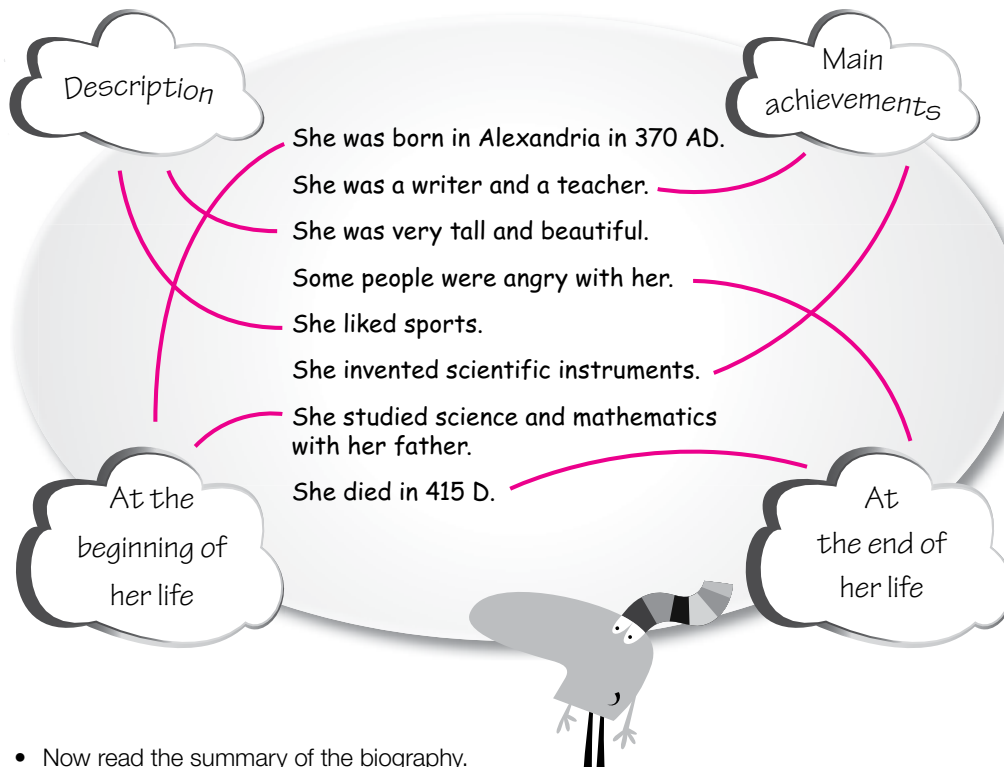 Description
Main
achievements
She was born in Alexandria in 370 AD.
She was a writer and a teacher.
She was very tall and beautiful.
Some people were angry with her.
She liked sports.
She invented scientific instruments.
She studied science and mathematics
with her father.
She died in 415 D.
At the
beginning of
her life
At
the end of
her life
• Now read the summary of the biography.